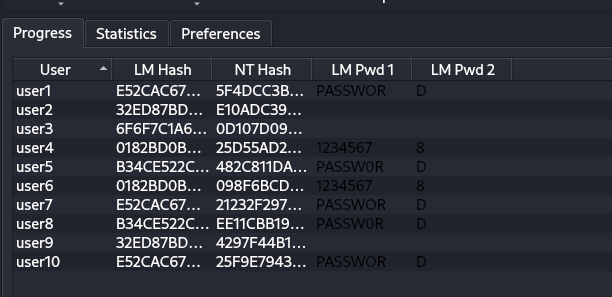 Progress Statistics Preferences
User LM Hash NT Hash LM Pwd 1 LM Pwd 2
user1 E52CAC67... 5F4DCC3B... PASSWOR D
user2 32ED87BD... E10ADC39...
user3 6F6F7C1A6... 0D107D09...
user4 0182BD0B... 25D55AD2... 1234567 8
user5 B34CE522C... 482C811DA... PASSW0R D
user6 0182BD0B... 098F6BCD... 1234567 8
user7 E52CAC67... 21232F297... PASSWOR D
user8 B34CE522C... EE11CBB19... PASSW0R D
user9 32ED87BD... 4297F44B1...
user10 E52CAC67... 25F9E7943... PASSWOR D